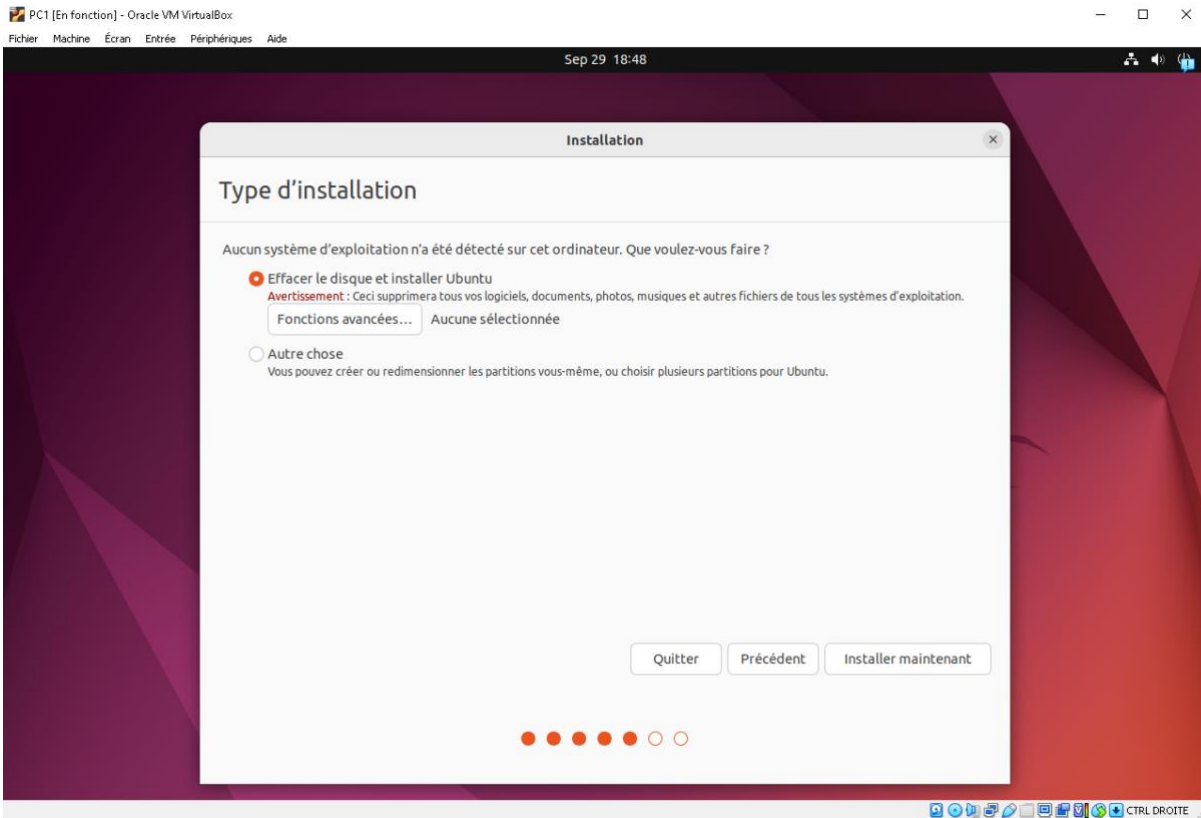 PC1 [En fonction] - Oracle VM VirtualBox
Fichier Machine Écran Entrée Périphériques Aide
Sep 29 18:48
Installation
Type d’installation
Aucun système d’exploitation n’a été détecté sur cet ordinateur. Que voulez-vous faire ?
Effacer le disque et installer Ubuntu
Avertissement : Ceci supprimera tous vos logiciels, documents, photos, musiques et autres fichiers de tous les systèmes d’exploitation.
Fonctions avancées... Aucune sélectionnée
Autre chose
Vous pouvez créer ou redimensionner les partitions vous-même, ou choisir plusieurs partitions pour Ubuntu.
Quitter Précédent Installer maintenant
CTRL DROITE